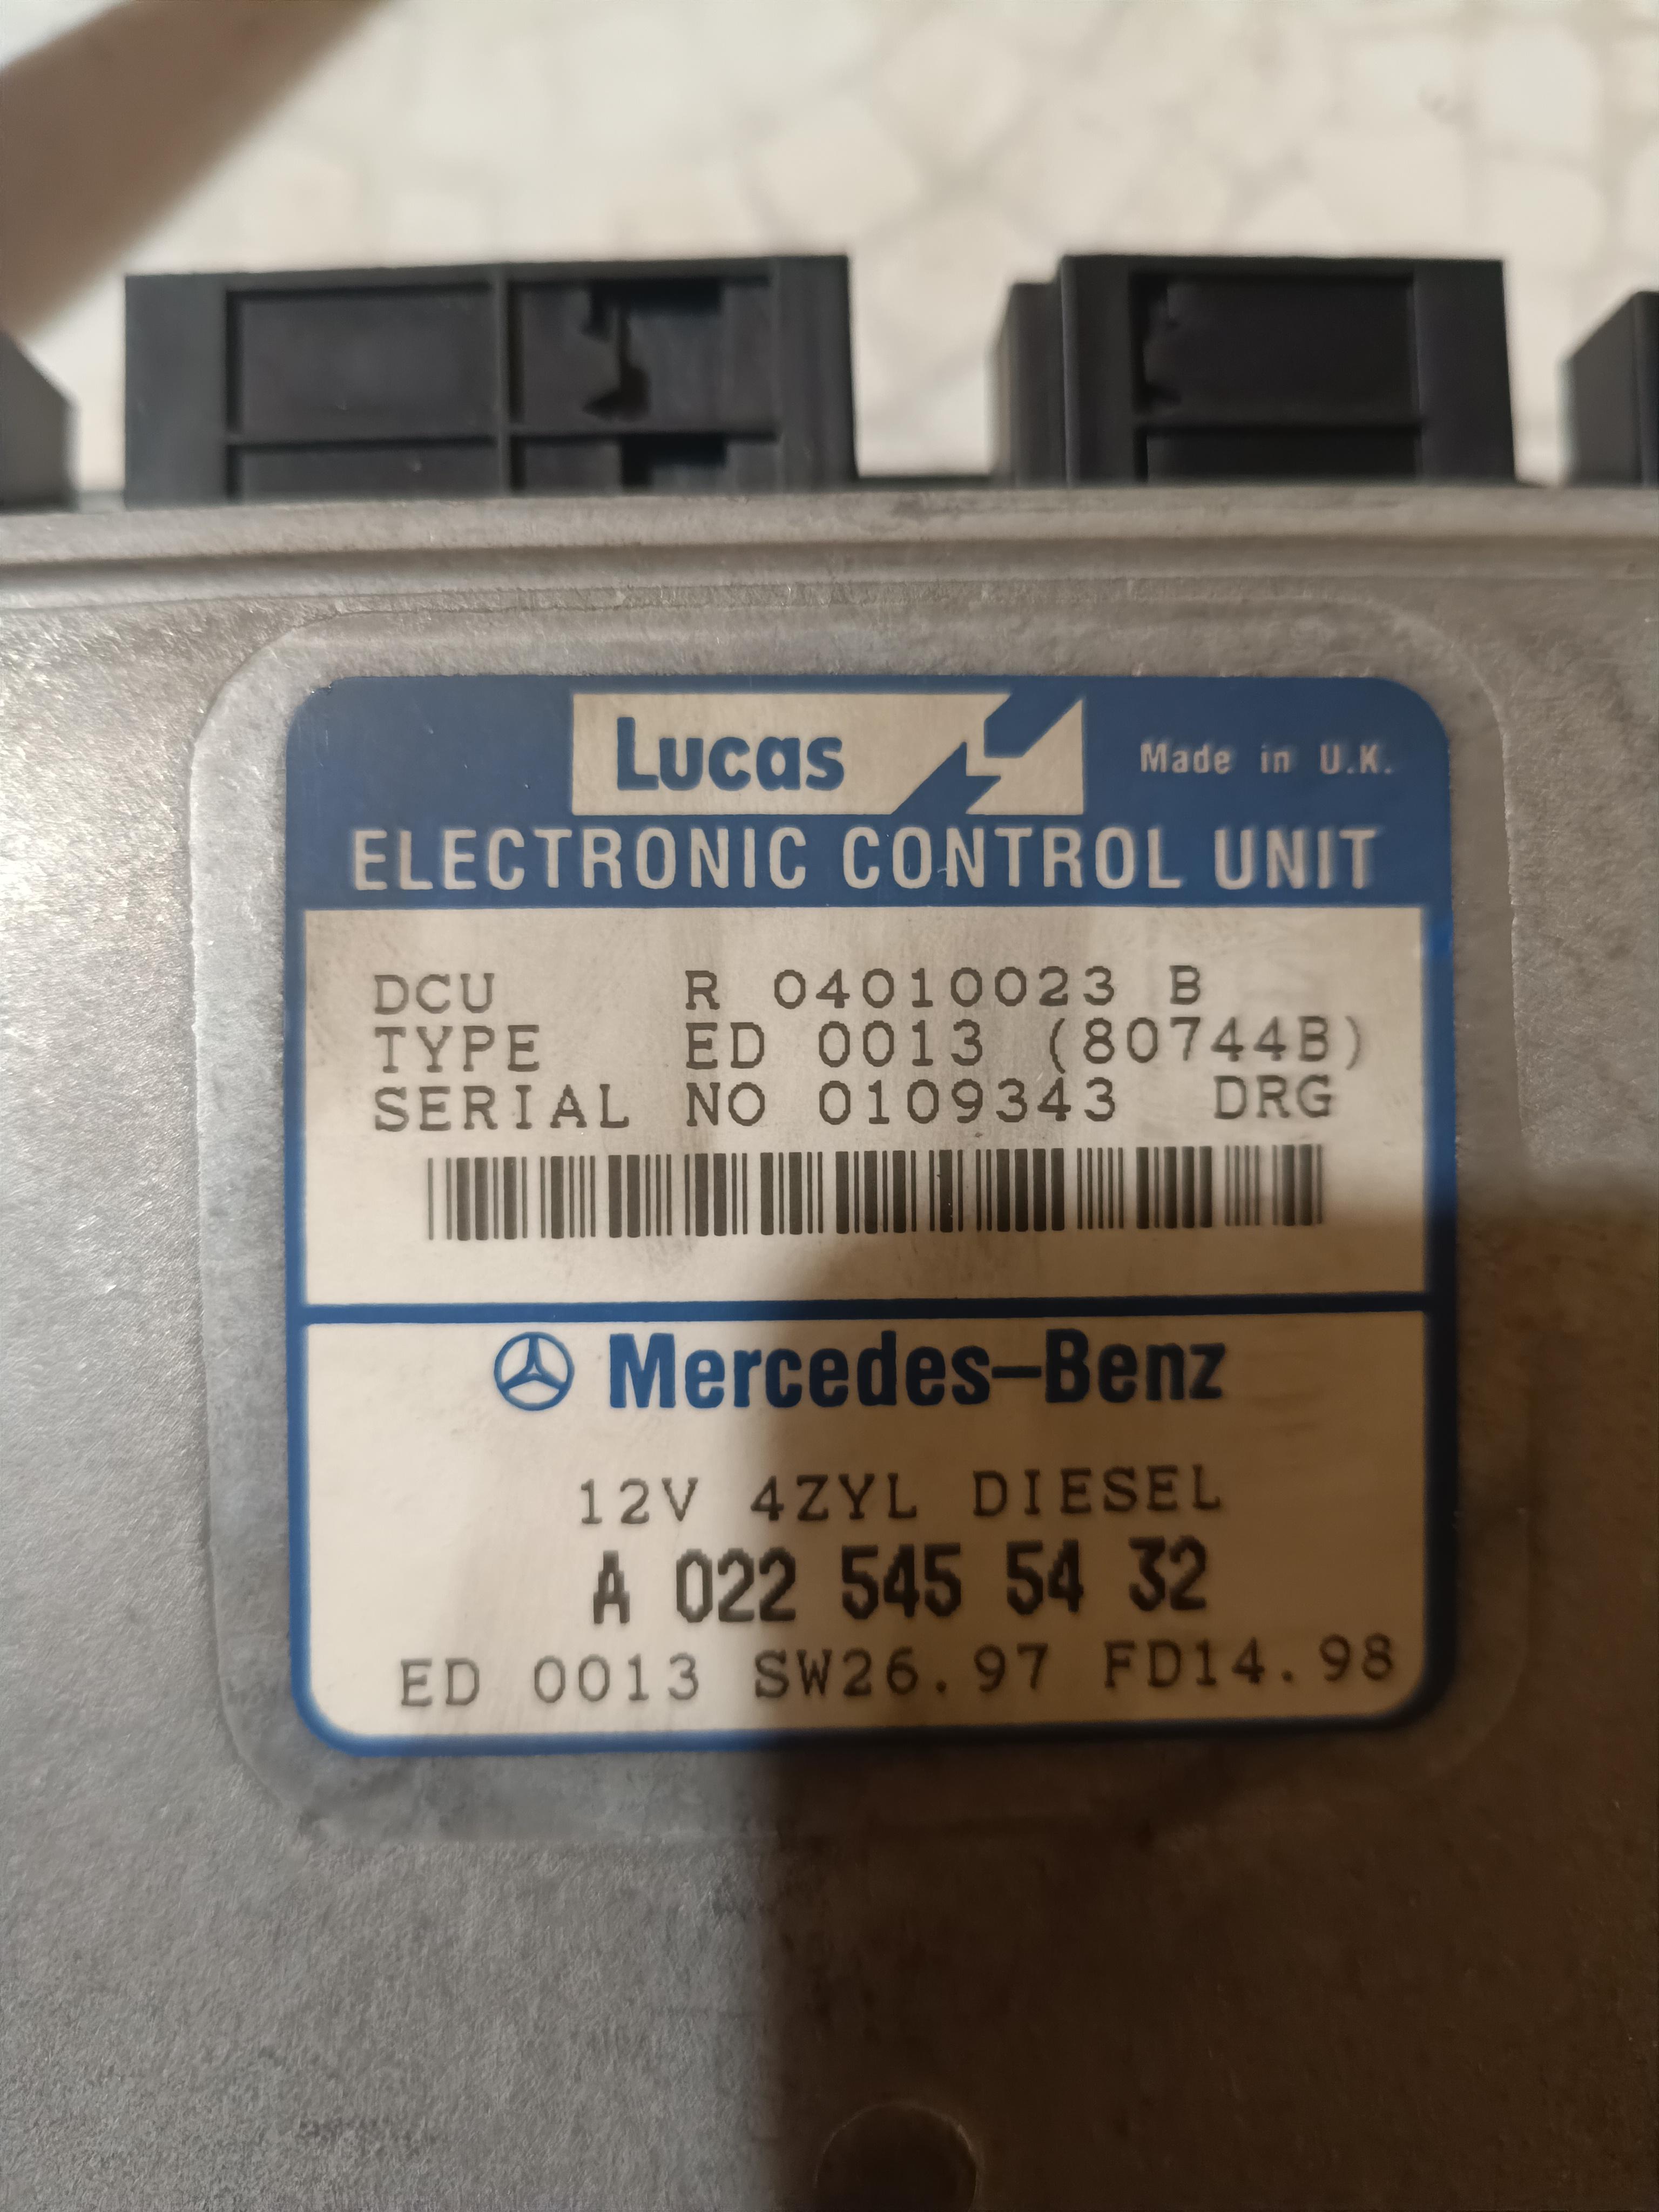 Lucas
Made in U.K.
ELECTRONIC CONTROL UNIT
DCU R 04010023 B
TYPE ED 0013 (80744B)
SERIAL NO 0109343 DRG
Mercedes-Benz
12V 4ZYL DIESEL
A 022 545 54 32
ED 0013 SW26.97 FD14.98